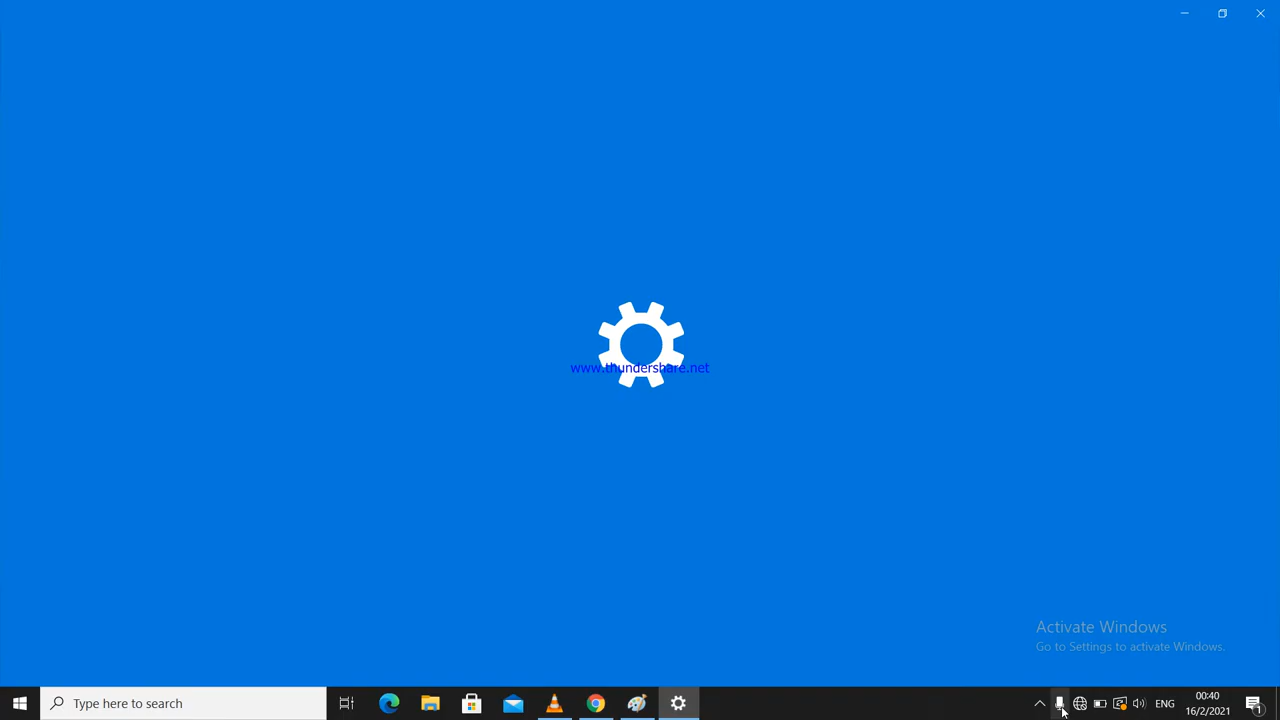 www.thundershare.net
Activate Windows
Go to Settings to activate Windows.
Type here to search
ENG
00:40
16/2/2021
1